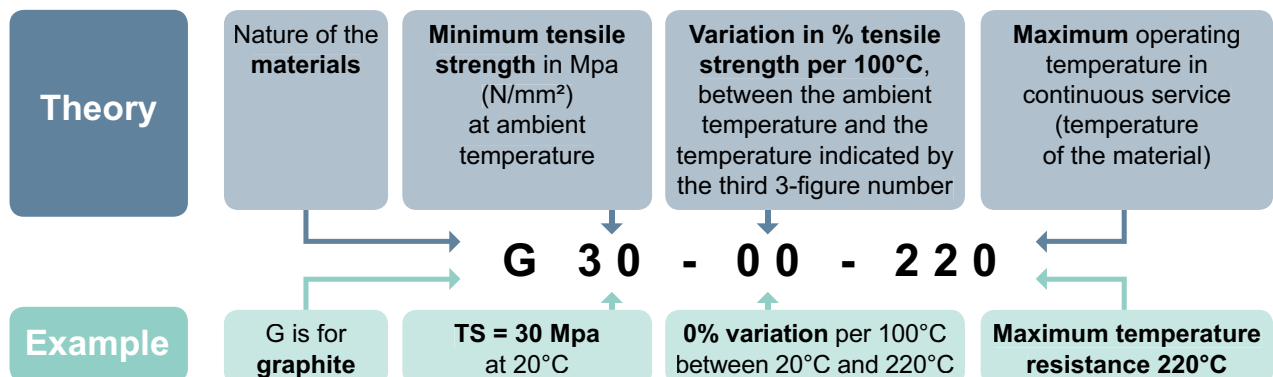 Theory
Nature of the
materials
Minimum tensile
strength in Mpa
(N/mm²)
at ambient
temperature
Variation in % tensile
strength per 100°C,
between the ambient
temperature and the
temperature indicated by
the third 3-figure number
Maximum operating
temperature in
continuous service
(temperature
of the material)
G 30 - 00 - 220
Example
G is for
graphite
TS = 30 Mpa
at 20°C
0% variation per 100°C
between 20°C and 220°C
Maximum temperature
resistance 220°C